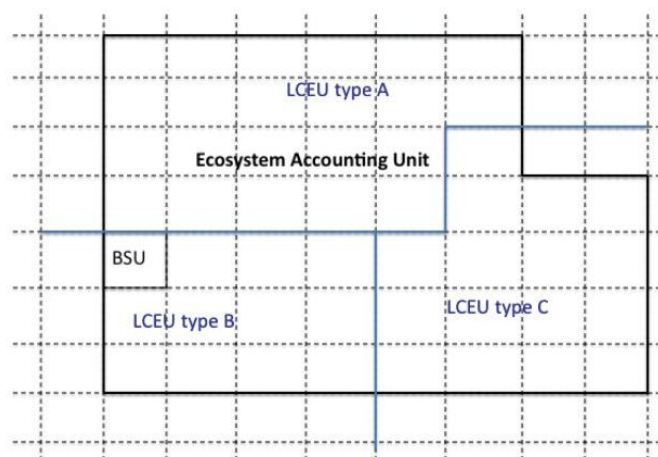 LCEU type A
Ecosystem Accounting Unit
BSU
LCEU type B
LCEU type C